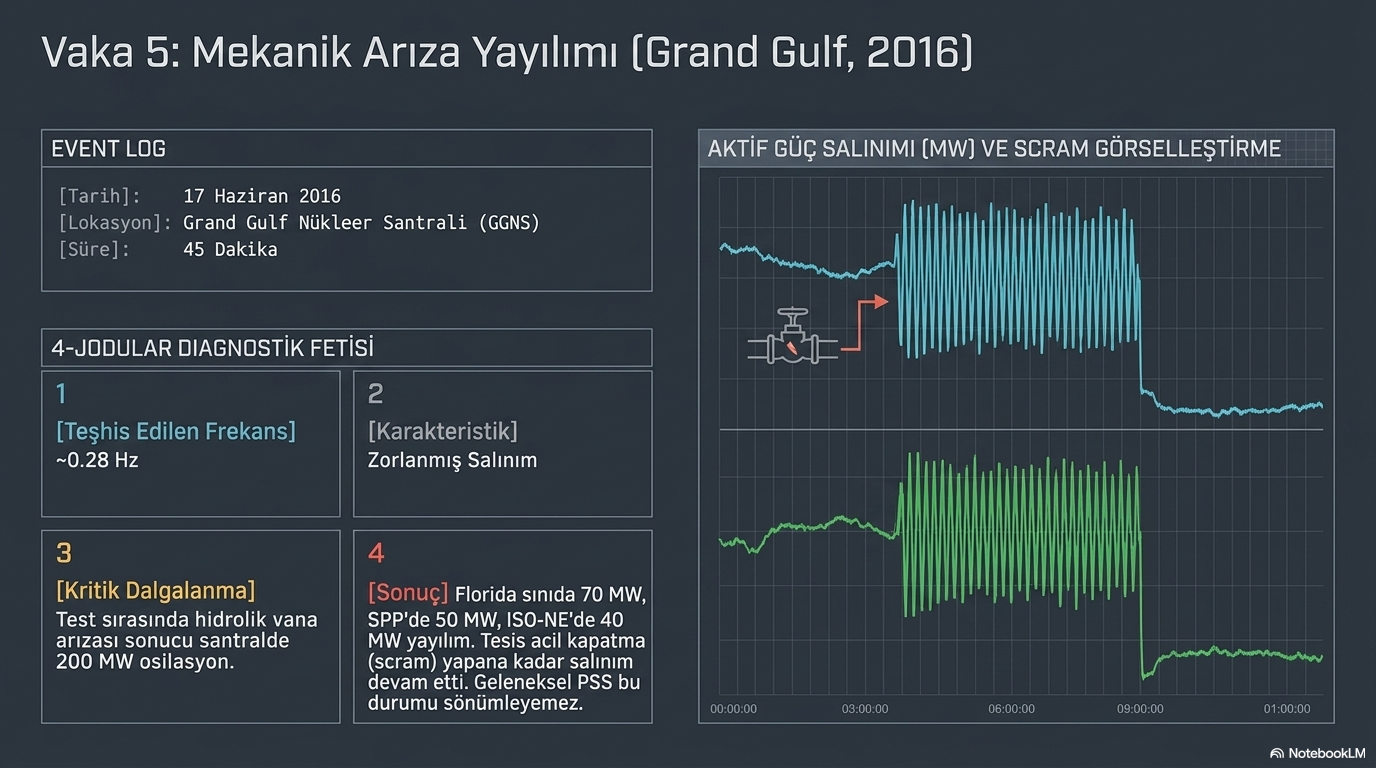 Vaka 5: Mekanik Arıza Yayılımı (Grand Gulf, 2016)
EVENT LOG
[Tarih]: 17 Haziran 2016
[Lokasyon]: Grand Gulf Nükleer Santrali (GGNS)
[Süre]: 45 Dakika
4-JODULAR DIAGNOSTİK FETİSİ
1
[Teşhis Edilen Frekans]
~0.28 Hz
2
[Karakteristik]
Zorlanmış Salınım
3
[Kritik Dalgalanma]
Test sırasında hidrolik vana
arızası sonucu santralde
200 MW osilasyon.
4
[Sonuç] Florida sınıda 70 MW,
SPP'de 50 MW, ISO-NE'de 40
MW yayılım. Tesis acil kapatma
(scram) yapana kadar salınım
devam etti. Geleneksel PSS bu
durumu sönümleyemez.
AKTİF GÜÇ SALINIMI (MW) VE SCRAM GÖRSELLEŞTİRME
00:00:00 03:00:00 06:00:00 09:00:00 01:00:00
NotebookLM